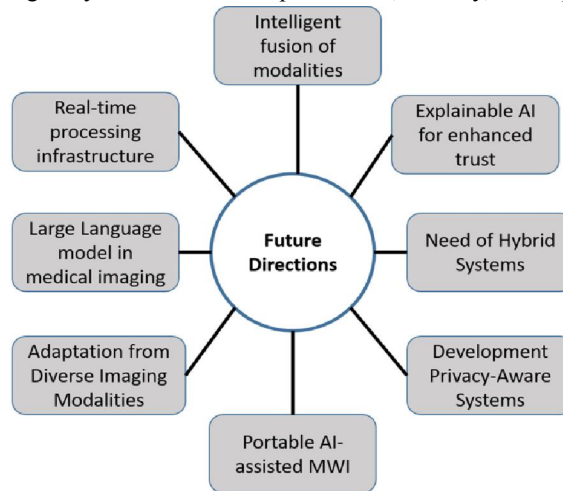 Intelligent
fusion of
modalities
Real-time
processing
infrastructure
Explainable AI
for enhanced
trust
Large Language
model in
medical imaging
Future
Directions
Need of Hybrid
Systems
Adaptation from
Diverse Imaging
Modalities
Development
Privacy-Aware
Systems
Portable AI-
assisted MWI